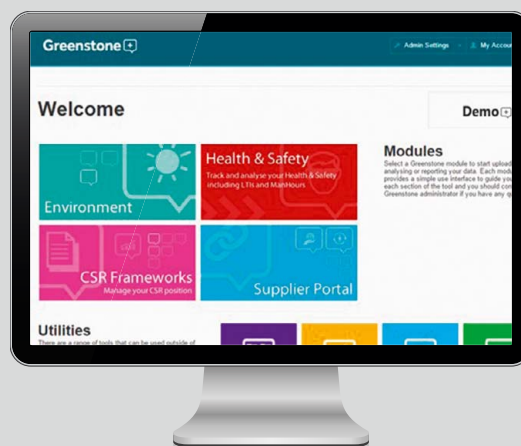 Greenstone
Admin Settings
My Accou
Welcome
Demo
Environment
Health & Safety
Track and analyse your Health & Safety
including LTIs and ManHours
CSR Frameworks
Manage your CSR position
Supplier Portal
Modules
Select a Greenstone module to start upload
analysing or reporting your data. Each modu
provides a simple use interface to guide you
each section of the tool and you should con
Greenstone administrator if you have any q
Utilities
There are a range of tools that can be used outside of